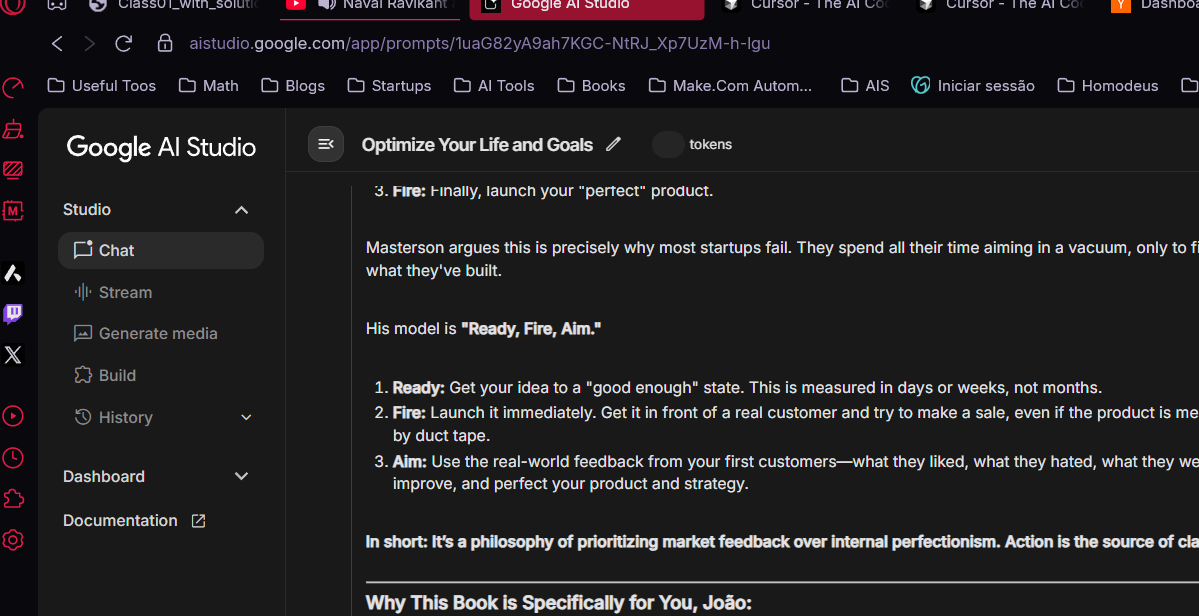 Class01_with_solutic
Naval Ravikant
Google AI Studio
Cursor - The AI Co
Cursor - The AI Co
Dashboa
aistudio.google.com/app/prompts/1uaG82yA9ah7KGC-NtRJ_Xp7UzM-h-Igu
Useful Toos
Math
Blogs
Startups
AI Tools
Books
Make.Com Autom...
AIS
Iniciar sessão
Homodeus
Google AI Studio
Studio
Chat
Stream
Generate media
Build
History
Dashboard
Documentation
Optimize Your Life and Goals
tokens
3. Fire: Finally, launch your "perfect" product.
Masterson argues this is precisely why most startups fail. They spend all their time aiming in a vacuum, only to fi
what they've built.
His model is "Ready, Fire, Aim."
1. Ready: Get your idea to a "good enough" state. This is measured in days or weeks, not months.
2. Fire: Launch it immediately. Get it in front of a real customer and try to make a sale, even if the product is me
by duct tape.
3. Aim: Use the real-world feedback from your first customers—what they liked, what they hated, what they we
improve, and perfect your product and strategy.
In short: It's a philosophy of prioritizing market feedback over internal perfectionism. Action is the source of cla
Why This Book is Specifically for You, João: